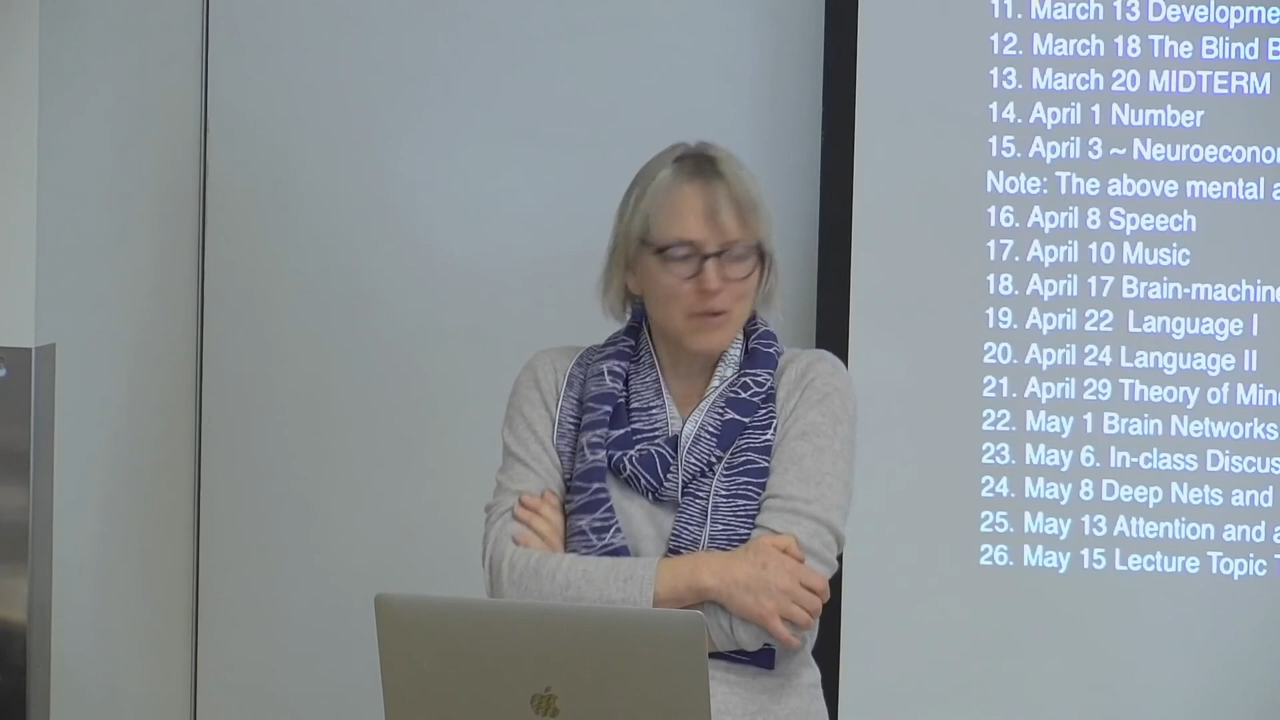 11. March 13 Developme
12. March 18 The Blind B
13. March 20 MIDTERM
14. April 1 Number
15. April 3 ~ Neuroecono
Note: The above mental a
16. April 8 Speech
17. April 10 Music
18. April 17 Brain-machine
19. April 22 Language I
20. April 24 Language II
21. April 29 Theory of Min
22. May 1 Brain Networks
23. May 6. In-class Discus
24. May 8 Deep Nets and
25. May 13 Attention and a
26. May 15 Lecture Topic T